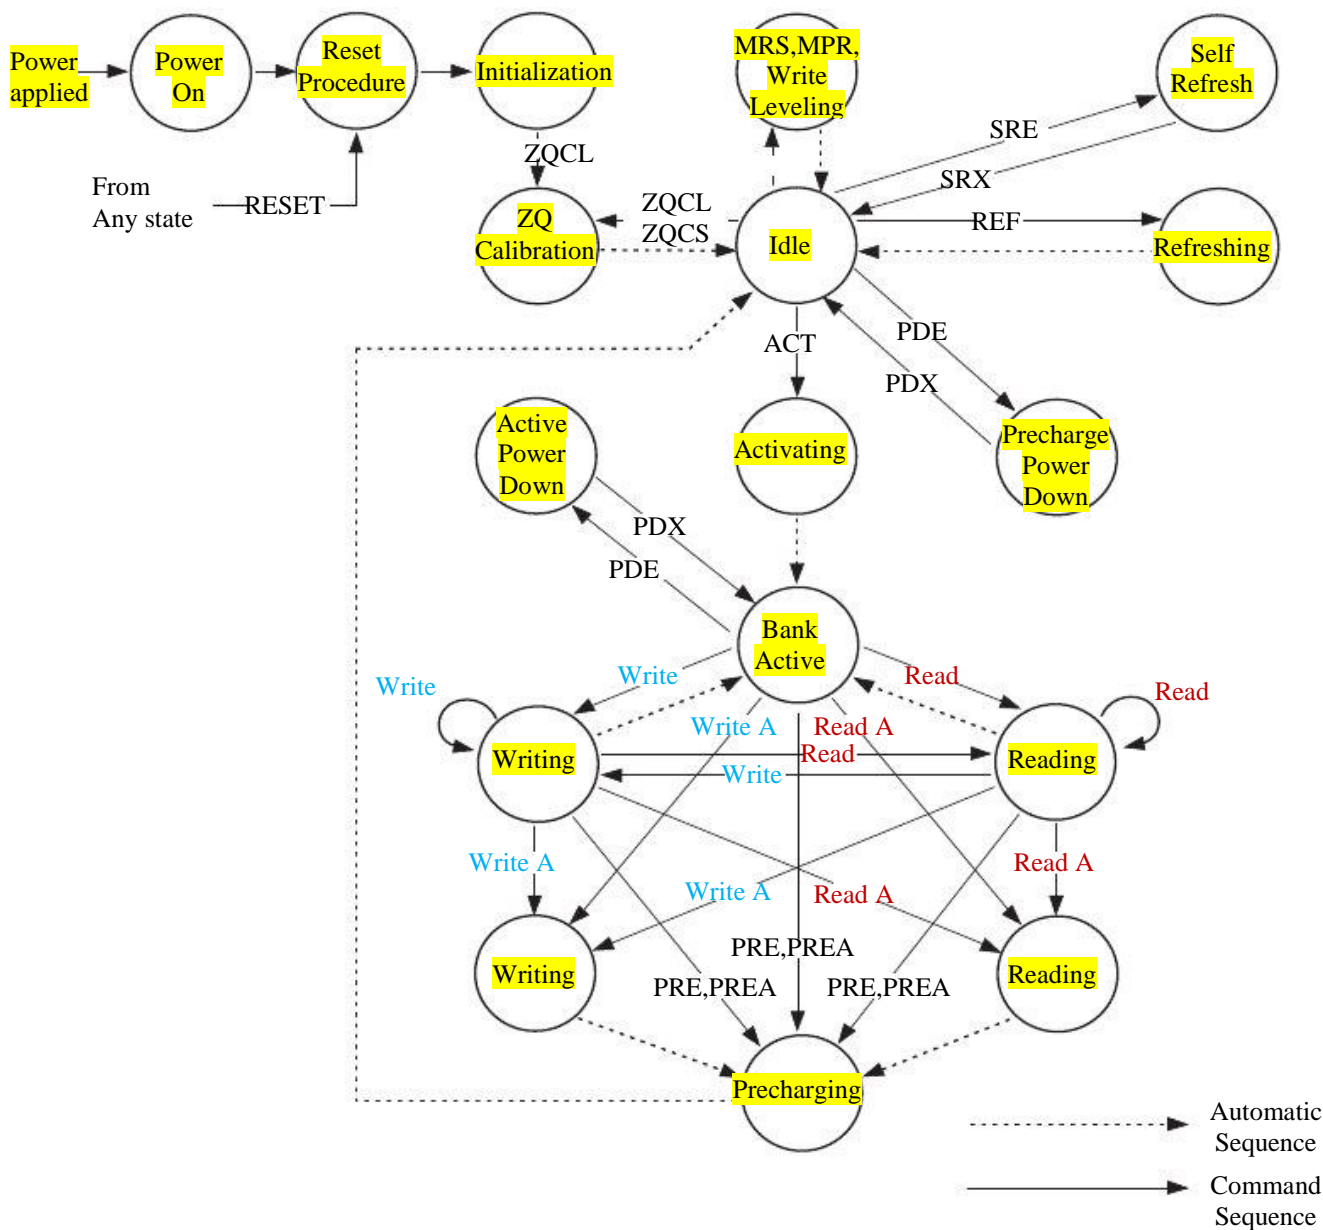 Power
applied
Power
On
Reset
Procedure
Initialization
MRS,MPR,
Write
Leveling
Self
Refresh
ZQCL
SRE
SRX
From
Any state
RESET
ZQ
Calibration
ZQCL
ZQCS
Idle
REF
Refreshing
ACT
PDE
PDX
Active
Power
Down
Activating
Precharge
Power
Down
PDX
PDE
Bank
Active
Write
Write
Read
Read
Write A
Read A
Writing
Read
Write
Reading
Write A
Read A
Write A
Read A
Writing
PRE,PREA
Reading
PRE,PREA
PRE,PREA
Precharging
Automatic
Sequence
Command
Sequence